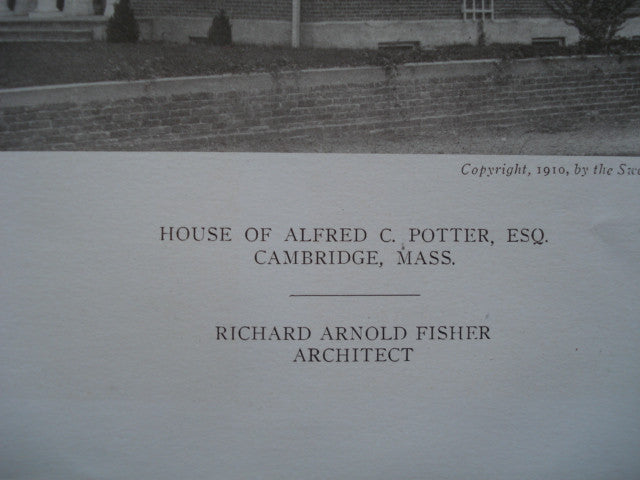 Copyright, 1910, by the
HOUSE OF ALFRED C. POTTER, ESQ.
CAMBRIDGE, MASS.
RICHARD ARNOLD FISHER
ARCHITECT